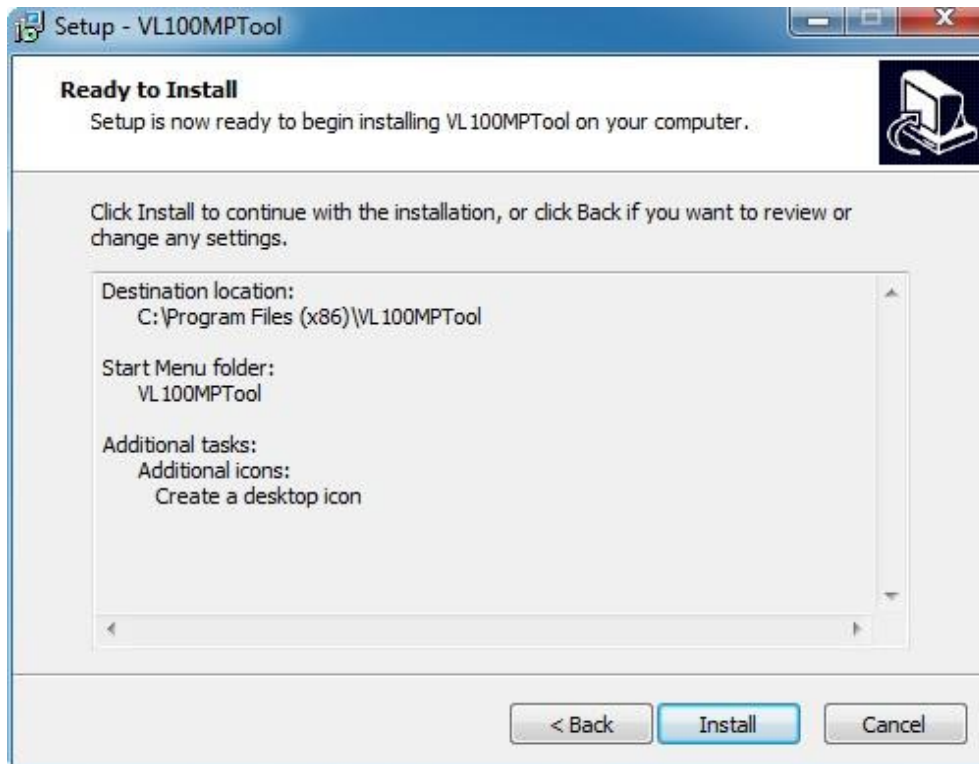 Setup - VL100MPTool
Ready to Install
Setup is now ready to begin installing VL100MPTool on your computer.
Click Install to continue with the installation, or click Back if you want to review or
change any settings.
Destination location:
C:\Program Files (x86)\VL100MPTool
Start Menu folder:
VL100MPTool
Additional tasks:
Additional icons:
Create a desktop icon
< Back
Install
Cancel